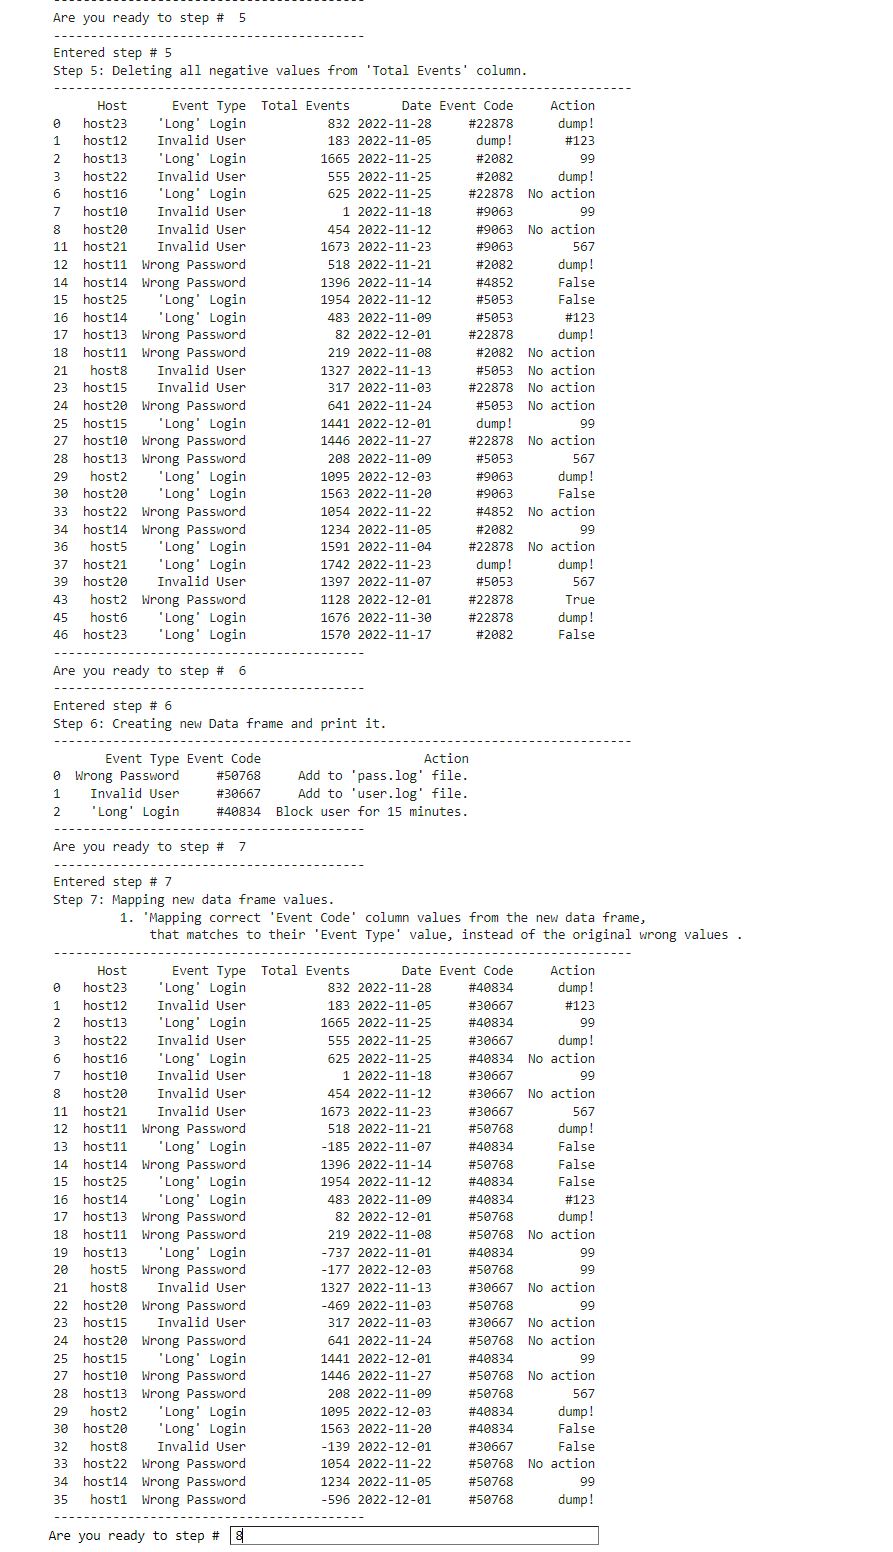 ----------------------------------------
Are you ready to step #  5
----------------------------------------
Entered step # 5
Step 5: Deleting all negative values from 'Total Events' column.
------------------------------------------------------------------------------
      Host      Event Type  Total Events       Date Event Code     Action
0   host23    'Long' Login           832 2022-11-28     #22878      dump!
1   host12    Invalid User           183 2022-11-05      dump!       #123
2   host13    'Long' Login          1665 2022-11-25      #2082         99
3   host22    Invalid User           555 2022-11-25      #2082      dump!
6   host16    'Long' Login           625 2022-11-25     #22878  No action
7   host10    Invalid User             1 2022-11-18      #9063         99
8   host20    Invalid User           454 2022-11-12      #9063  No action
11  host21    Invalid User          1673 2022-11-23      #9063        567
12  host11  Wrong Password           518 2022-11-21      #2082      dump!
14  host14  Wrong Password          1396 2022-11-14      #4852      False
15  host25    'Long' Login          1954 2022-11-12      #5053      False
16  host14    'Long' Login           483 2022-11-09      #5053       #123
17  host13  Wrong Password            82 2022-12-01     #22878      dump!
18  host11  Wrong Password           219 2022-11-08      #2082  No action
21   host8    Invalid User          1327 2022-11-13      #5053  No action
23  host15    Invalid User           317 2022-11-03     #22878  No action
24  host20  Wrong Password           641 2022-11-24      #5053  No action
25  host15    'Long' Login          1441 2022-12-01      dump!         99
27  host10  Wrong Password          1446 2022-11-27     #22878  No action
28  host13  Wrong Password           208 2022-11-09      #5053        567
29   host2    'Long' Login          1095 2022-12-03      #9063      dump!
30  host20    'Long' Login          1563 2022-11-20      #9063      False
33  host22  Wrong Password          1054 2022-11-22      #4852  No action
34  host14  Wrong Password          1234 2022-11-05      #2082         99
36   host5    'Long' Login          1591 2022-11-04     #22878  No action
37  host21    'Long' Login          1742 2022-11-23      dump!      dump!
39  host20    Invalid User          1397 2022-11-07      #5053        567
43   host2  Wrong Password          1128 2022-12-01     #22878       True
45   host6    'Long' Login          1676 2022-11-30     #22878      dump!
46  host23    'Long' Login          1570 2022-11-17      #2082      False
------------------------------------------
Are you ready to step #  6
------------------------------------------
Entered step # 6
Step 6: Creating new Data frame and print it.
------------------------------------------------------------------------------
       Event Type Event Code                      Action
0  Wrong Password     #50768     Add to 'pass.log' file.
1    Invalid User     #30667     Add to 'user.log' file.
2    'Long' Login     #40834  Block user for 15 minutes.
------------------------------------------
Are you ready to step #  7
------------------------------------------
Entered step # 7
Step 7: Mapping new data frame values.
         1. 'Mapping correct 'Event Code' column values from the new data frame,
             that matches to their 'Event Type' value, instead of the original wrong values .
------------------------------------------------------------------------------
      Host      Event Type  Total Events       Date Event Code     Action
0   host23    'Long' Login           832 2022-11-28     #40834      dump!
1   host12    Invalid User           183 2022-11-05     #30667       #123
2   host13    'Long' Login          1665 2022-11-25     #40834         99
3   host22    Invalid User           555 2022-11-25     #30667      dump!
6   host16    'Long' Login           625 2022-11-25     #40834  No action
7   host10    Invalid User             1 2022-11-18     #30667         99
8   host20    Invalid User           454 2022-11-12     #30667  No action
11  host21    Invalid User          1673 2022-11-23     #30667        567
12  host11  Wrong Password           518 2022-11-21     #50768      dump!
13  host11    'Long' Login          -185 2022-11-07     #40834      False
14  host14  Wrong Password          1396 2022-11-14     #50768      False
15  host25    'Long' Login          1954 2022-11-12     #40834      False
16  host14    'Long' Login           483 2022-11-09     #40834       #123
17  host13  Wrong Password            82 2022-12-01     #50768      dump!
18  host11  Wrong Password           219 2022-11-08     #50768  No action
19  host13    'Long' Login          -737 2022-11-01     #40834         99
20   host5  Wrong Password          -177 2022-12-03     #50768         99
21   host8    Invalid User          1327 2022-11-13     #30667  No action
22  host20  Wrong Password          -469 2022-11-03     #50768         99
23  host15    Invalid User           317 2022-11-03     #30667  No action
24  host20  Wrong Password           641 2022-11-24     #50768  No action
25  host15    'Long' Login          1441 2022-12-01     #40834         99
27  host10  Wrong Password          1446 2022-11-27     #50768  No action
28  host13  Wrong Password           208 2022-11-09     #50768        567
29   host2    'Long' Login          1095 2022-12-03     #40834      dump!
30  host20    'Long' Login          1563 2022-11-20     #40834      False
32   host8    Invalid User          -139 2022-12-01     #30667      False
33  host22  Wrong Password          1054 2022-11-22     #50768  No action
34  host14  Wrong Password          1234 2022-11-05     #50768         99
35   host1  Wrong Password          -596 2022-12-01     #50768      dump!
------------------------------------------
Are you ready to step #  8